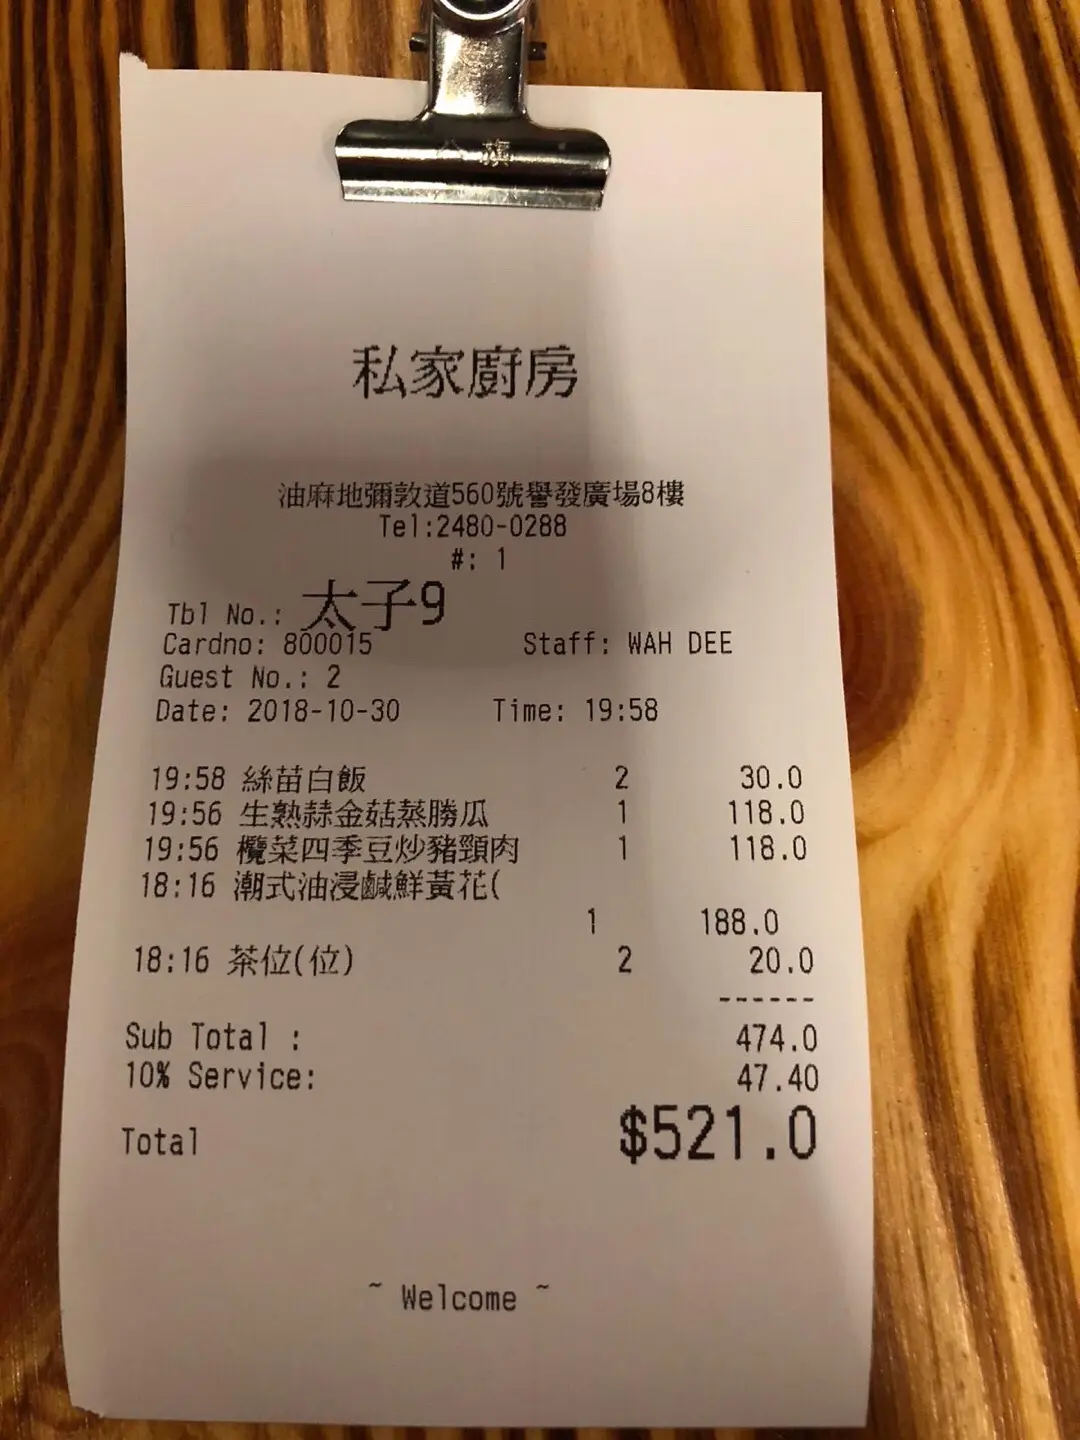 私家廚房
油麻地彌敦道560號譽發廣場8樓
Tel:2480-0288
#: 1
Tbl No.: 太子9
Cardno: 800015 Staff: WAH DEE
Guest No.: 2
Date: 2018-10-30 Time: 19:58
19:58 絲苗白飯 2 30.0
19:56 生熟蒜金菇蒸勝瓜 1 118.0
19:56 欖菜四季豆炒豬頸肉 1 118.0
18:16 潮式油浸鹹鮮黃花(
1 188.0
18:16 茶位(位) 2 20.0
------
Sub Total : 474.0
10% Service: 47.40
Total $521.0
~ Welcome ~